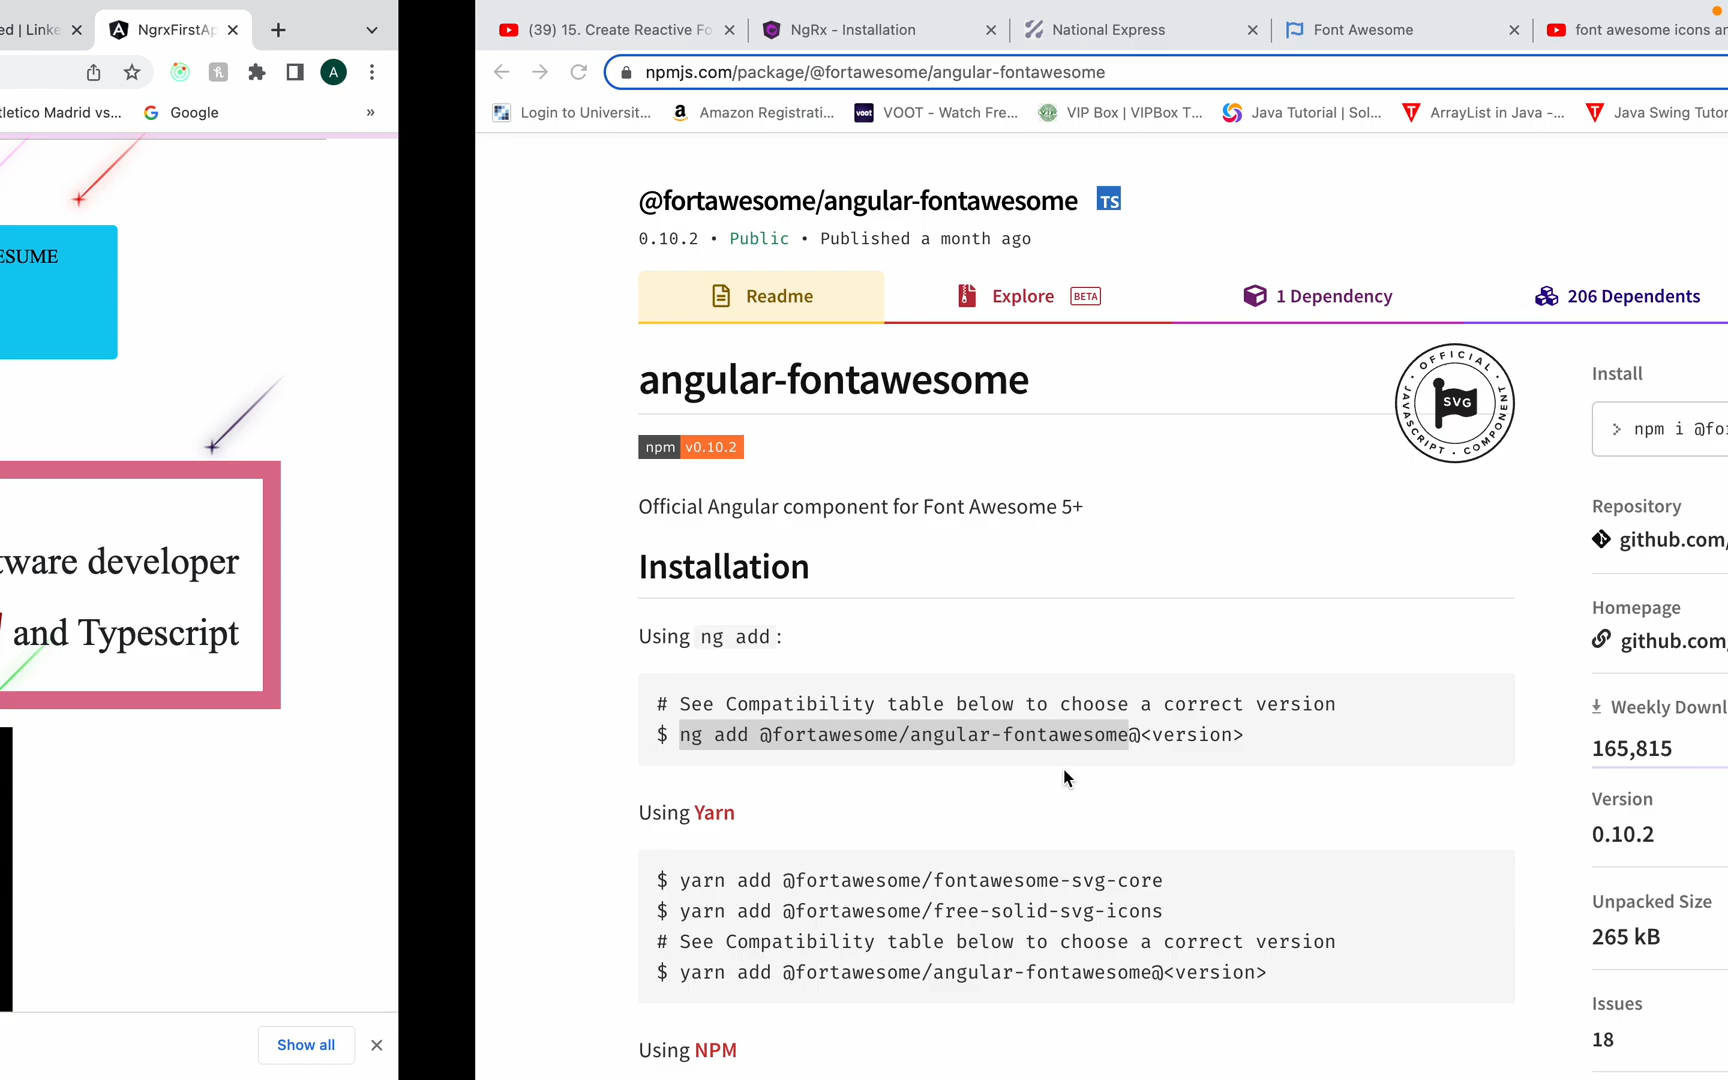 ed | Linke
NgrxFirstAp
A
tletico Madrid vs...
Google
»
ESUME
tware developer
and Typescript
Show all
(39) 15. Create Reactive Fo
NgRx - Installation
National Express
Font Awesome
font awesome icons an
npmjs.com/package/@fortawesome/angular-fontawesome
Login to Universit...
Amazon Registrati...
voot
VOOT - Watch Fre...
VIP Box | VIPBox T...
Java Tutorial | Sol...
ArrayList in Java -...
Java Swing Tutor
@fortawesome/angular-fontawesome TS
0.10.2 • Public • Published a month ago
Readme
Explore BETA
1 Dependency
206 Dependents
angular-fontawesome
OFFICIAL JAVASCRIPT COMPONENT
SVG
npm v0.10.2
Official Angular component for Font Awesome 5+
Installation
Using ng add:
# See Compatibility table below to choose a correct version
$ ng add @fortawesome/angular-fontawesome@<version>
Using Yarn
$ yarn add @fortawesome/fontawesome-svg-core
$ yarn add @fortawesome/free-solid-svg-icons
# See Compatibility table below to choose a correct version
$ yarn add @fortawesome/angular-fontawesome@<version>
Using NPM
Install
> npm i @for
Repository
github.com/
Homepage
github.com/
Weekly Downl
165,815
Version
0.10.2
Unpacked Size
265 kB
Issues
18